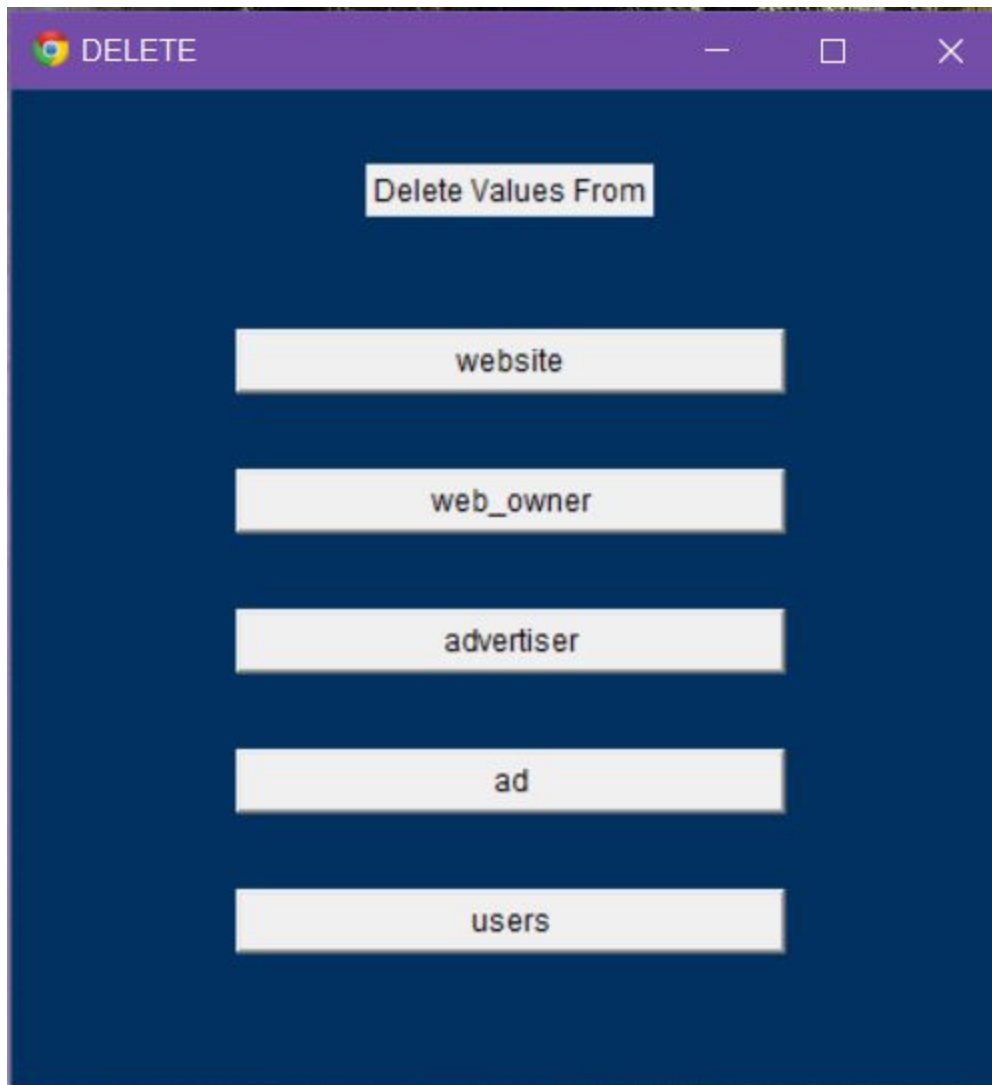 DELETE
Delete Values From
website
web_owner
advertiser
ad
users